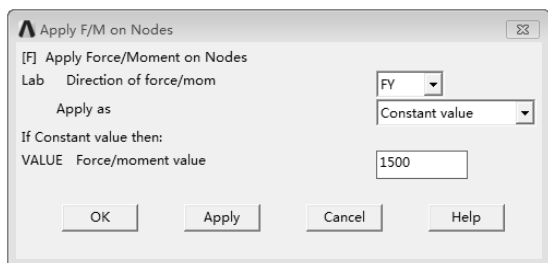 Apply F/M on Nodes
[F] Apply Force/Moment on Nodes
Lab Direction of force/mom FY
Apply as Constant value
If Constant value then:
VALUE Force/moment value 1500
OK Apply Cancel Help